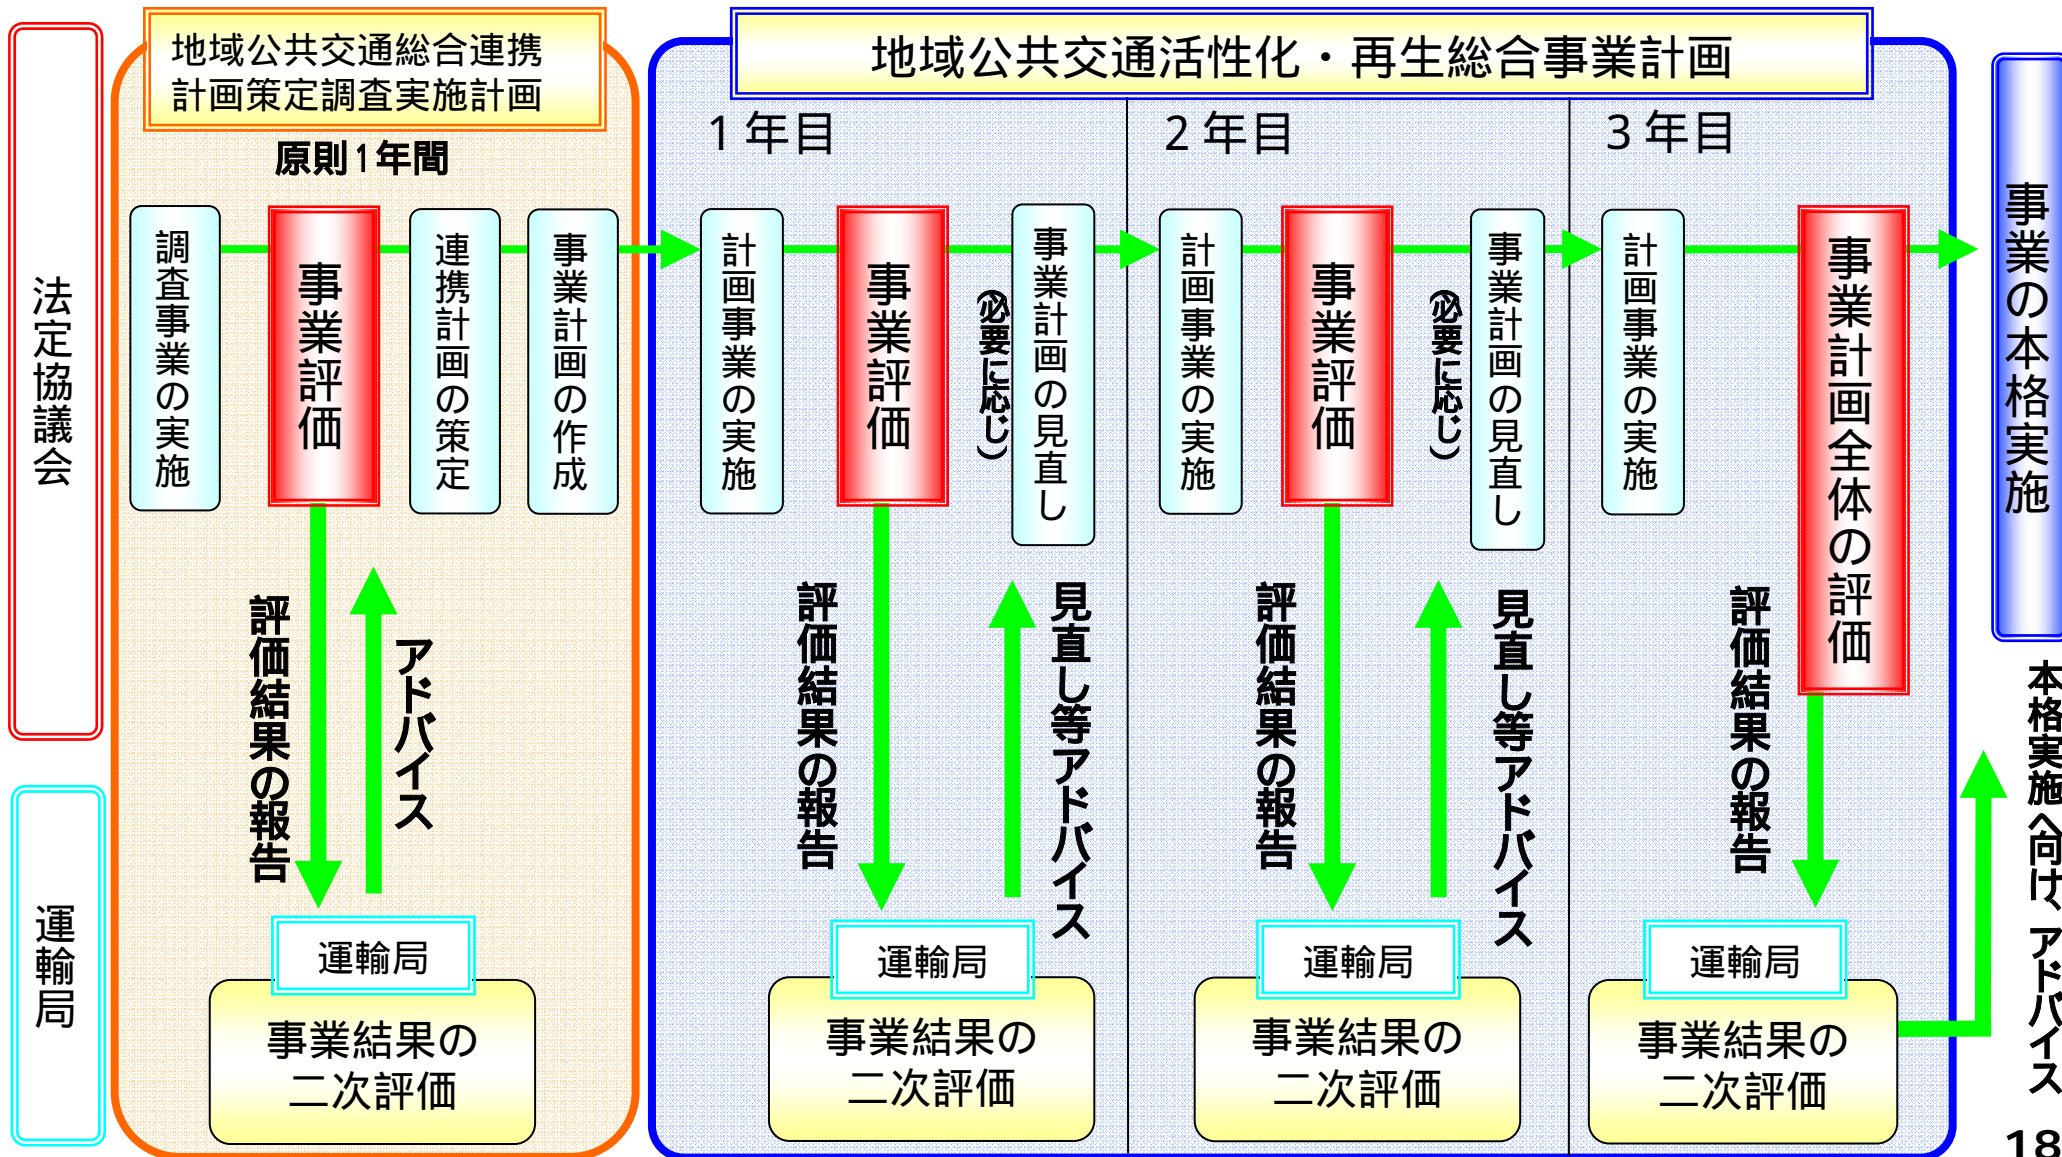 法定協議会
運輸局
地域公共交通総合連携
計画策定調査実施計画
原則1年間
調査事業の実施
事業評価
連携計画の策定
事業計画の作成
評価結果の報告
アドバイス
運輸局
事業結果の
二次評価
地域公共交通活性化・再生総合事業計画
1年目
計画事業の実施
事業評価
(必要に応じ)
事業計画の見直し
評価結果の報告
見直し等アドバイス
運輸局
事業結果の
二次評価
2年目
計画事業の実施
事業評価
(必要に応じ)
事業計画の見直し
評価結果の報告
見直し等アドバイス
運輸局
事業結果の
二次評価
3年目
計画事業の実施
事業計画全体の評価
評価結果の報告
運輸局
事業結果の
二次評価
事業の本格実施
本格実施へ向け、アドバイス
18